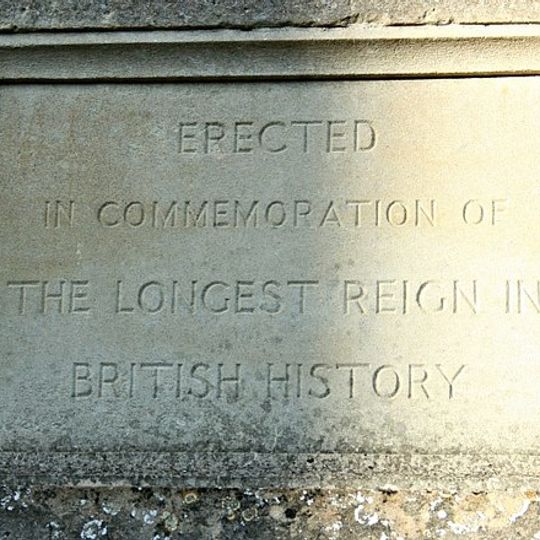 ERECTED
IN COMMEMORATION OF
THE LONGEST REIGN IN
BRITISH HISTORY